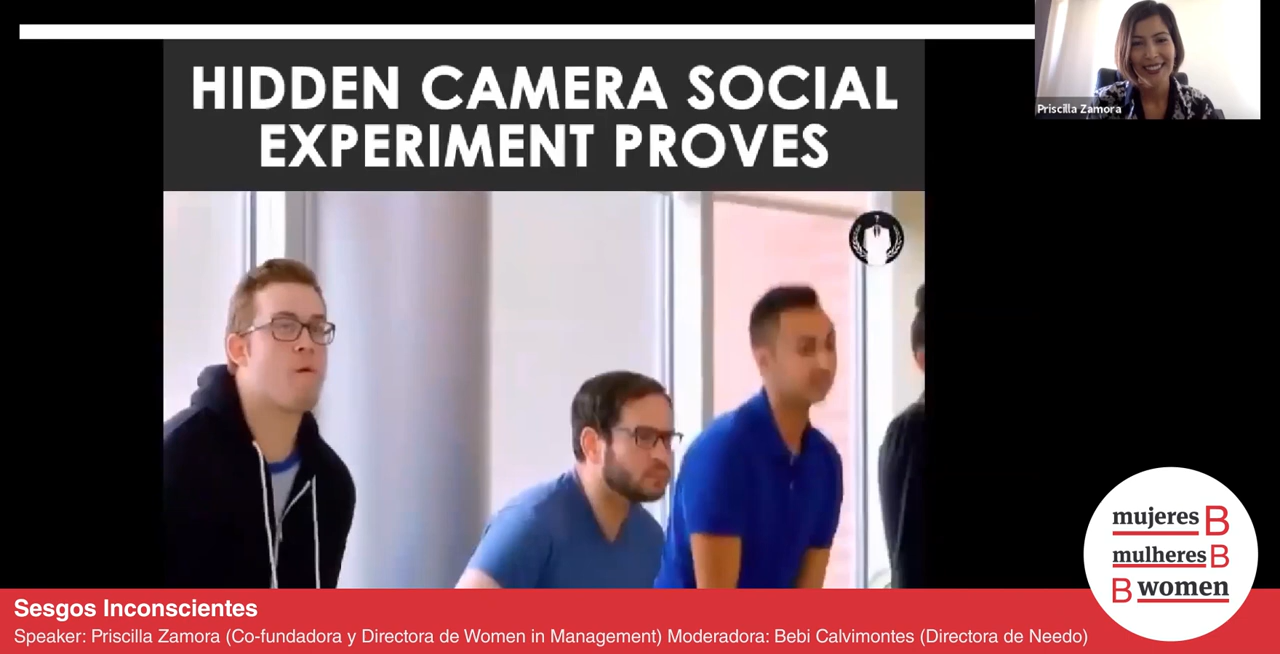 HIDDEN CAMERA SOCIAL
EXPERIMENT PROVES
Priscilla Zamora
mujeres B
mulheres B
B women
Sesgos Inconscientes
Speaker: Priscilla Zamora (Co-fundadora y Directora de Women in Management) Moderadora: Bebi Calvimontes (Directora de Needo)